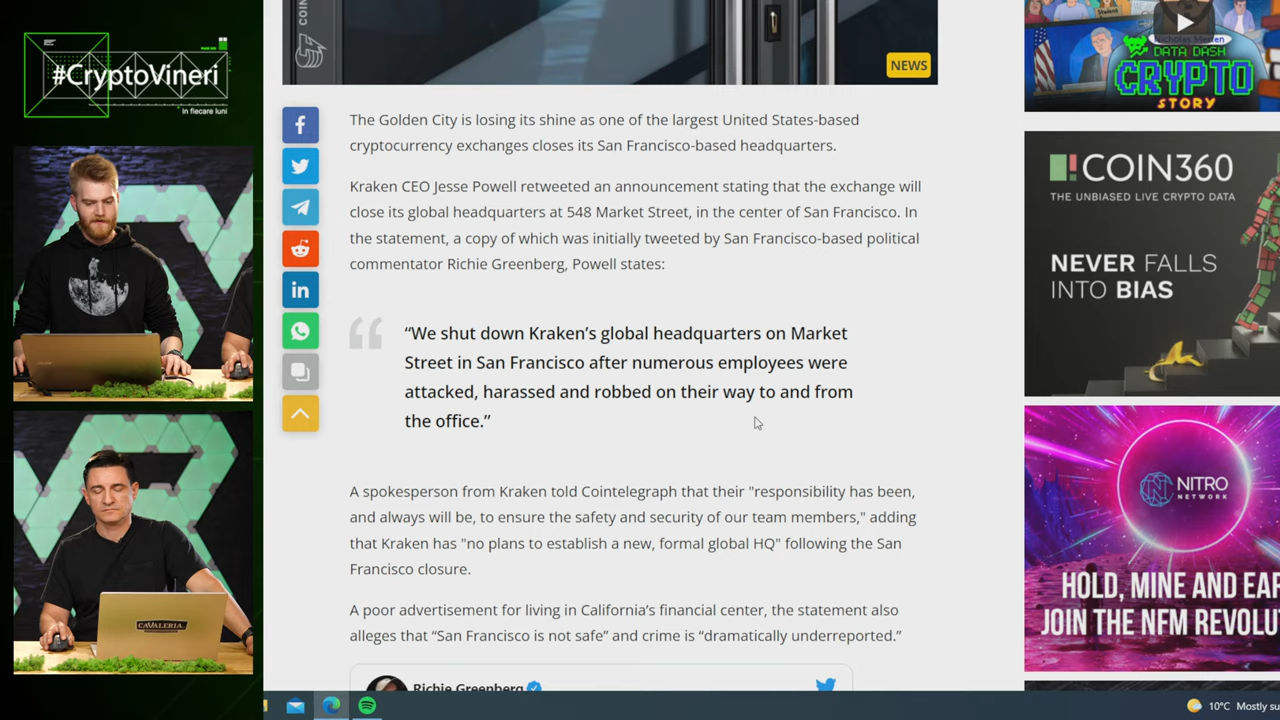 #CryptoVineri
In fiecare luni
CAVALERIA
COIN
NEWS
The Golden City is losing its shine as one of the largest United States-based
cryptocurrency exchanges closes its San Francisco-based headquarters.
Kraken CEO Jesse Powell retweeted an announcement stating that the exchange will
close its global headquarters at 548 Market Street, in the center of San Francisco. In
the statement, a copy of which was initially tweeted by San Francisco-based political
commentator Richie Greenberg, Powell states:
“We shut down Kraken’s global headquarters on Market
Street in San Francisco after numerous employees were
attacked, harassed and robbed on their way to and from
the office.”
A spokesperson from Kraken told Cointelegraph that their "responsibility has been,
and always will be, to ensure the safety and security of our team members," adding
that Kraken has "no plans to establish a new, formal global HQ" following the San
Francisco closure.
A poor advertisement for living in California’s financial center, the statement also
alleges that “San Francisco is not safe” and crime is “dramatically underreported.”
Richie Greenberg
Nicholas Merten
DATA DASH
CRYPTO
STORY
COIN360
THE UNBIASED LIVE CRYPTO DATA
NEVER FALLS
INTO BIAS
NITRO
NETWORK
HOLD, MINE AND EAR
JOIN THE NFM REVOLU
10°C Mostly su